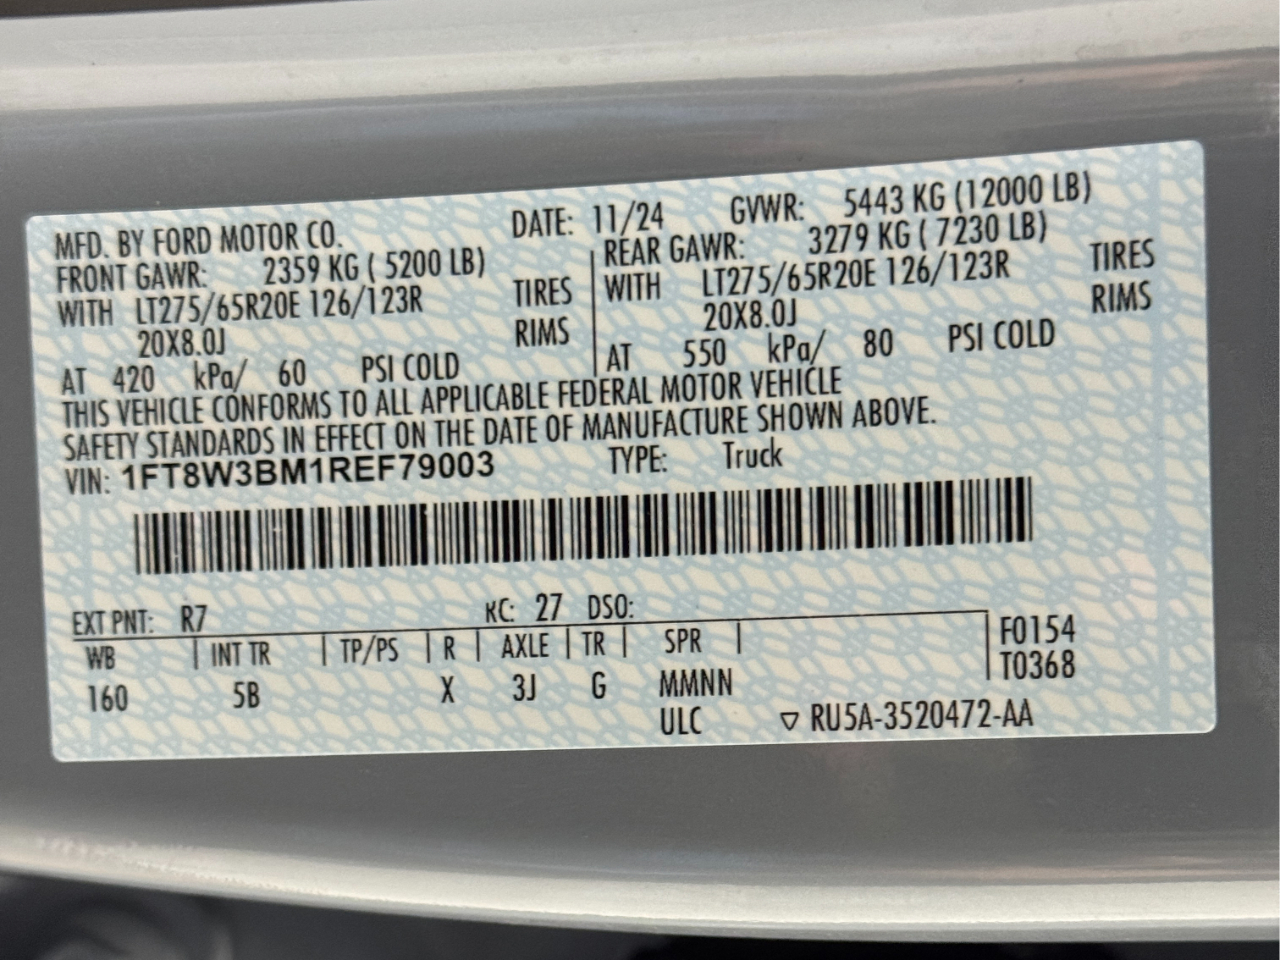 MFD. BY FORD MOTOR CO. DATE: 11/24 GVWR: 5443 KG (12000 LB)
FRONT GAWR: 2359 KG ( 5200 LB)
WITH LT275/65R20E 126/123R TIRES
20X8.0J RIMS
AT 420 kPa/ 60 PSI COLD
REAR GAWR: 3279 KG ( 7230 LB)
WITH LT275/65R20E 126/123R TIRES
20X8.0J RIMS
AT 550 kPa/ 80 PSI COLD
THIS VEHICLE CONFORMS TO ALL APPLICABLE FEDERAL MOTOR VEHICLE
SAFETY STANDARDS IN EFFECT ON THE DATE OF MANUFACTURE SHOWN ABOVE.
VIN: 1FT8W3BM1REF79003 TYPE: Truck
EXT PNT: R7 KC: 27 DSO:
WB | INT TR | TP/PS | R | AXLE | TR | SPR | F0154
160 5B X 3J G MMNN T0368
ULC ▽ RU5A-3520472-AA